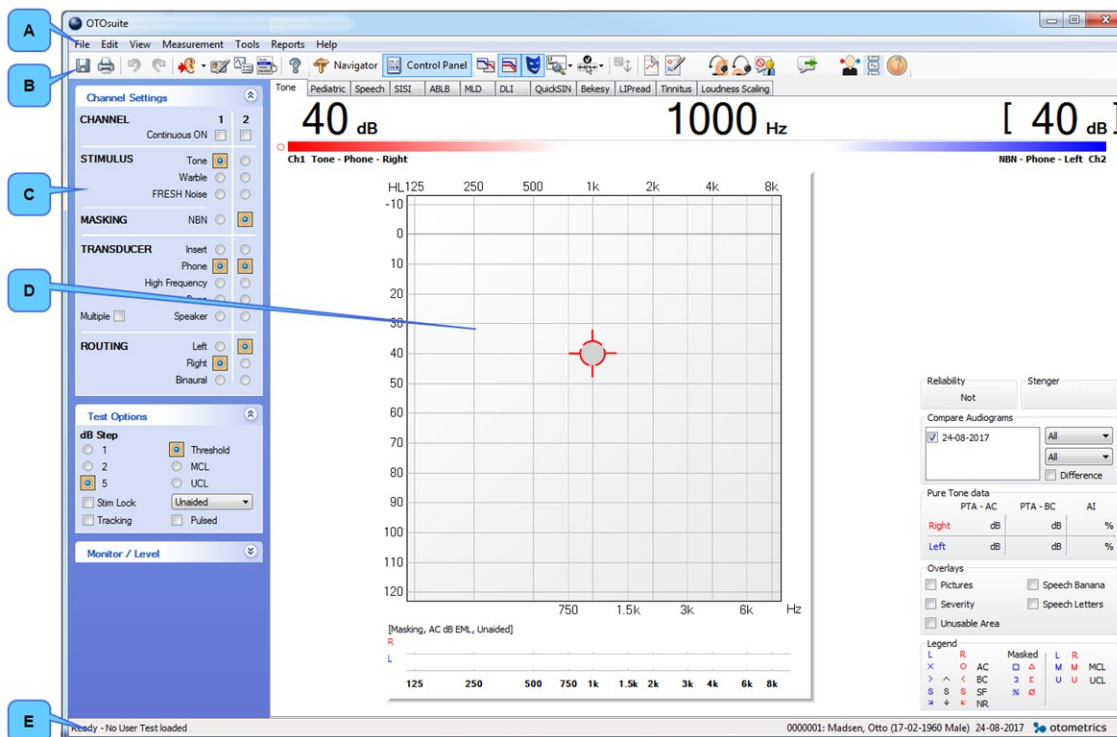 A
OTOsuite
File Edit View Measurement Tools Reports Help
B
Navigator Control Panel
Channel Settings
CHANNEL 1 2
Continuous ON
STIMULUS Tone
Warble
FRESH Noise
C
MASKING NBN
TRANSDUCER Insert
Phone
High Frequency
Multiple Speaker
ROUTING Left
Right
Binaural
Test Options
dB Step
1 Threshold
2 MCL
5 UCL
Stim Lock Unaided
Tracking Pulsed
Monitor / Level
D
Tone Pediatric Speech SISI ABLB MLD DLI QuickSIN Bekesy LIPread Tinnitus Loudness Scaling
40 dB 1000 Hz [ 40 dB ]
Ch1 Tone - Phone - Right NBN - Phone - Left Ch2
HL 125 250 500 1k 2k 4k 8k
-10
0
10
20
30
40
50
60
70
80
90
100
110
120
750 1.5k 3k 6k Hz
[Masking, AC dB EML, Unaided]
R
L
125 250 500 750 1k 1.5k 2k 3k 4k 6k 8k
Reliability Stenger
Not
Compare Audiograms
24-08-2017 All
All
Difference
Pure Tone data
PTA - AC PTA - BC AI
Right dB dB %
Left dB dB %
Overlays
Pictures Speech Banana
Severity Speech Letters
Unusable Area
Legend
L R Masked L R
X O AC M M MCL
> ^ < BC U U UCL
S S S SF
NR
E
Ready - No User Test loaded 0000001: Madsen, Otto (17-02-1960 Male) 24-08-2017 otometrics